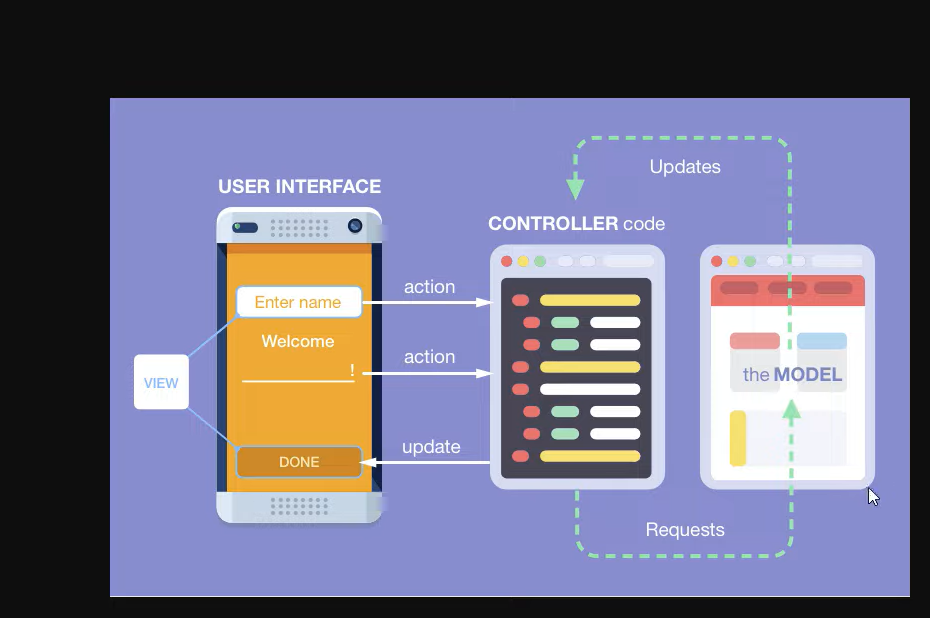 Updates
USER INTERFACE
CONTROLLER code
action
Enter name
Welcome
action
!
VIEW
the MODEL
update
DONE
Requests